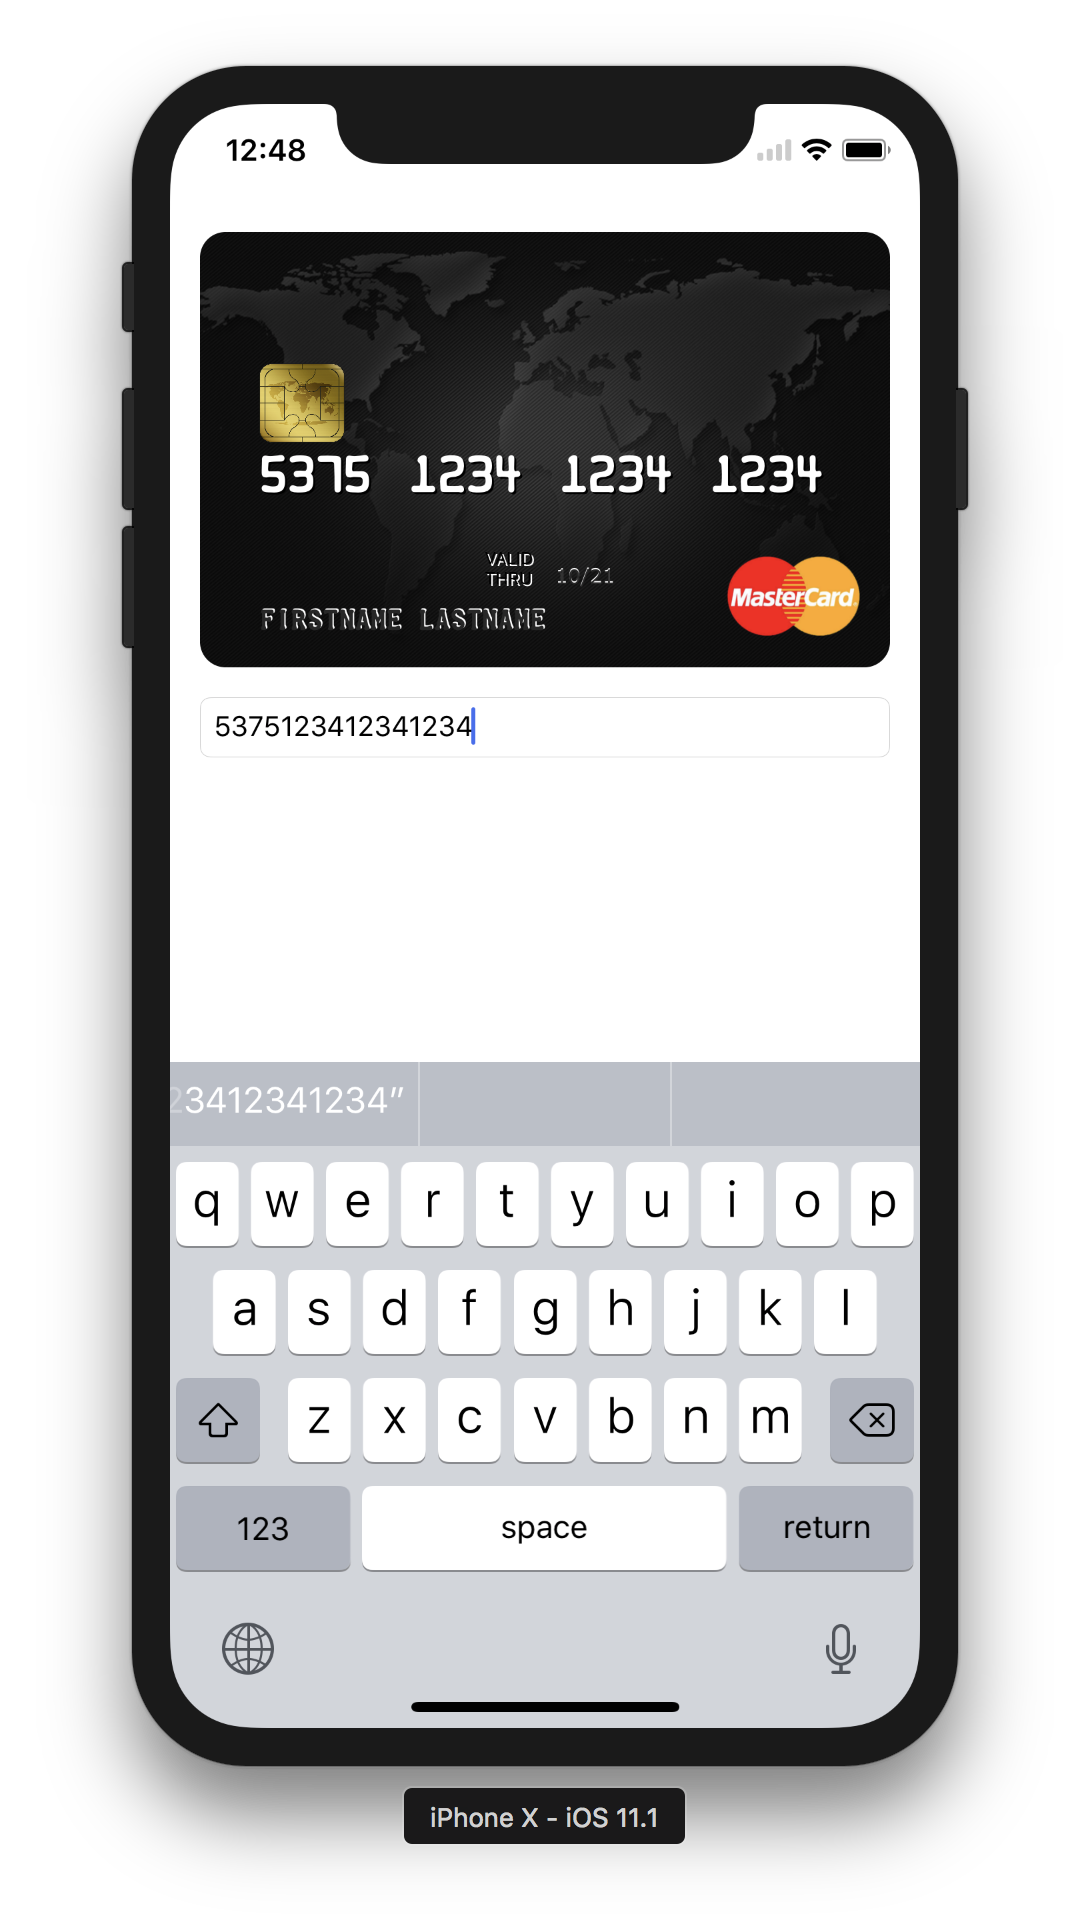 12:48
5375 1234 1234 1234
VALID
THRU 10/21
FIRSTNAME LASTNAME
MasterCard
5375123412341234
23412341234”
q w e r t y u i o p
a s d f g h j k l
z x c v b n m
123 space return
iPhone X - iOS 11.1